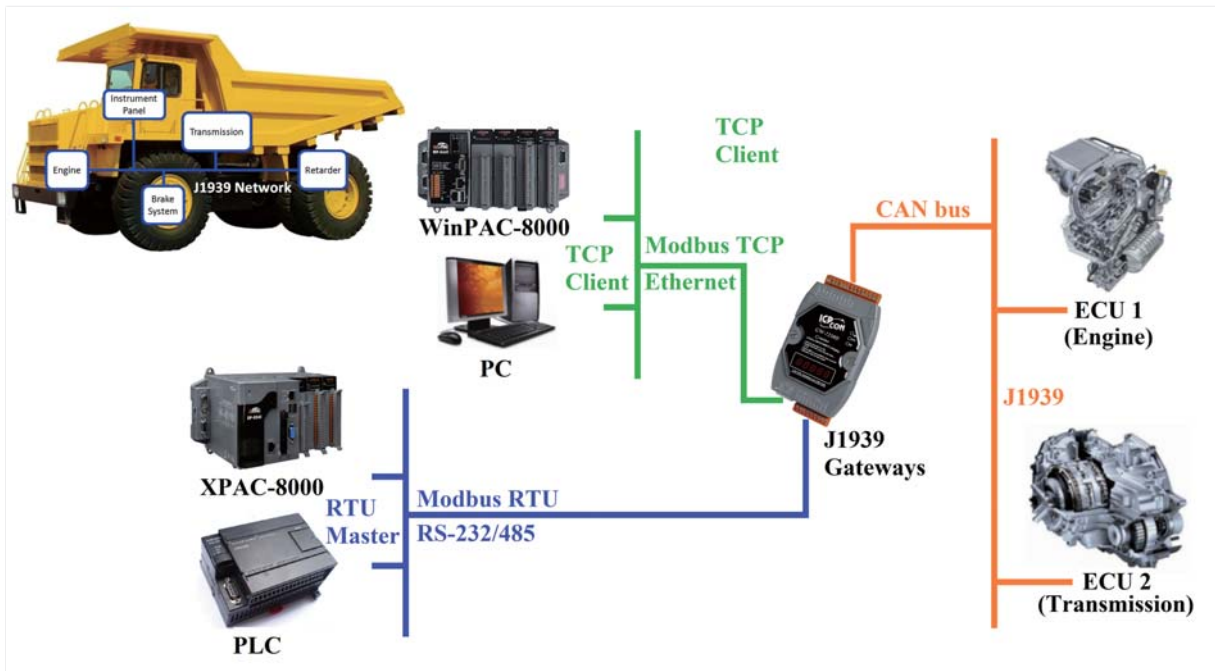 Instrument
Panel
Transmission
Engine
J1939 Network
Retarder
Brake
System
WinPAC-8000
TCP
Client
TCP
Client
Modbus TCP
Ethernet
PC
CAN bus
ICP
CON
ECU 1
(Engine)
J1939
J1939
Gateways
XPAC-8000
RTU
Master
Modbus RTU
RS-232/485
PLC
ECU 2
(Transmission)